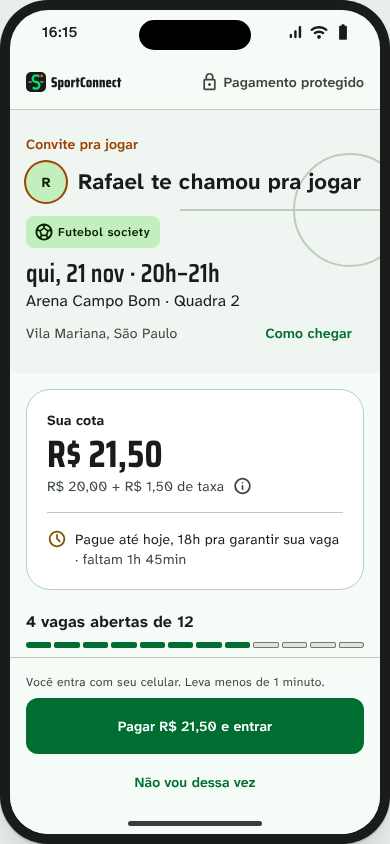 16:15
SportConnect
Pagamento protegido
Convite pra jogar
R
Rafael te chamou pra jogar
Futebol society
qui, 21 nov · 20h–21h
Arena Campo Bom · Quadra 2
Vila Mariana, São Paulo
Como chegar
Sua cota
R$ 21,50
R$ 20,00 + R$ 1,50 de taxa
Pague até hoje, 18h pra garantir sua vaga
· faltam 1h 45min
4 vagas abertas de 12
Você entra com seu celular. Leva menos de 1 minuto.
Pagar R$ 21,50 e entrar
Não vou dessa vez